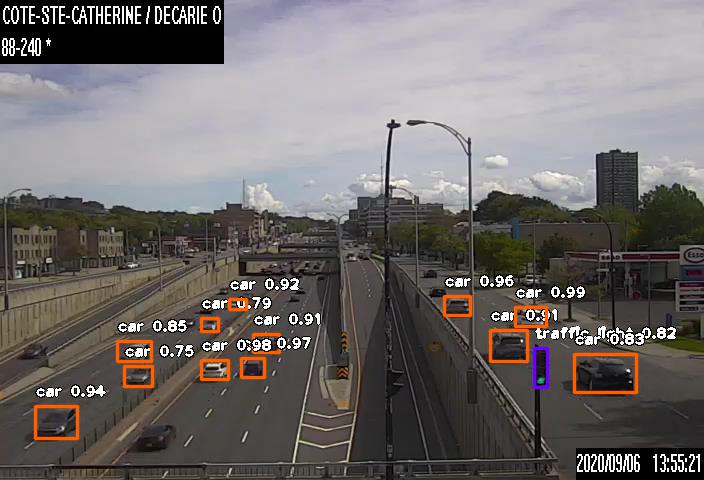 COTE-STE-CATHERINE / DECARIE O
88-240 *
car 0.92
car 0.79
car 0.96
car 0.99
car 0.85
car 0.91
car 0.91
traffic light 0.82
car 0.75
car 0.98
0.97
car 0.83
car 0.94
Esso
2020/09/06 13:55:21